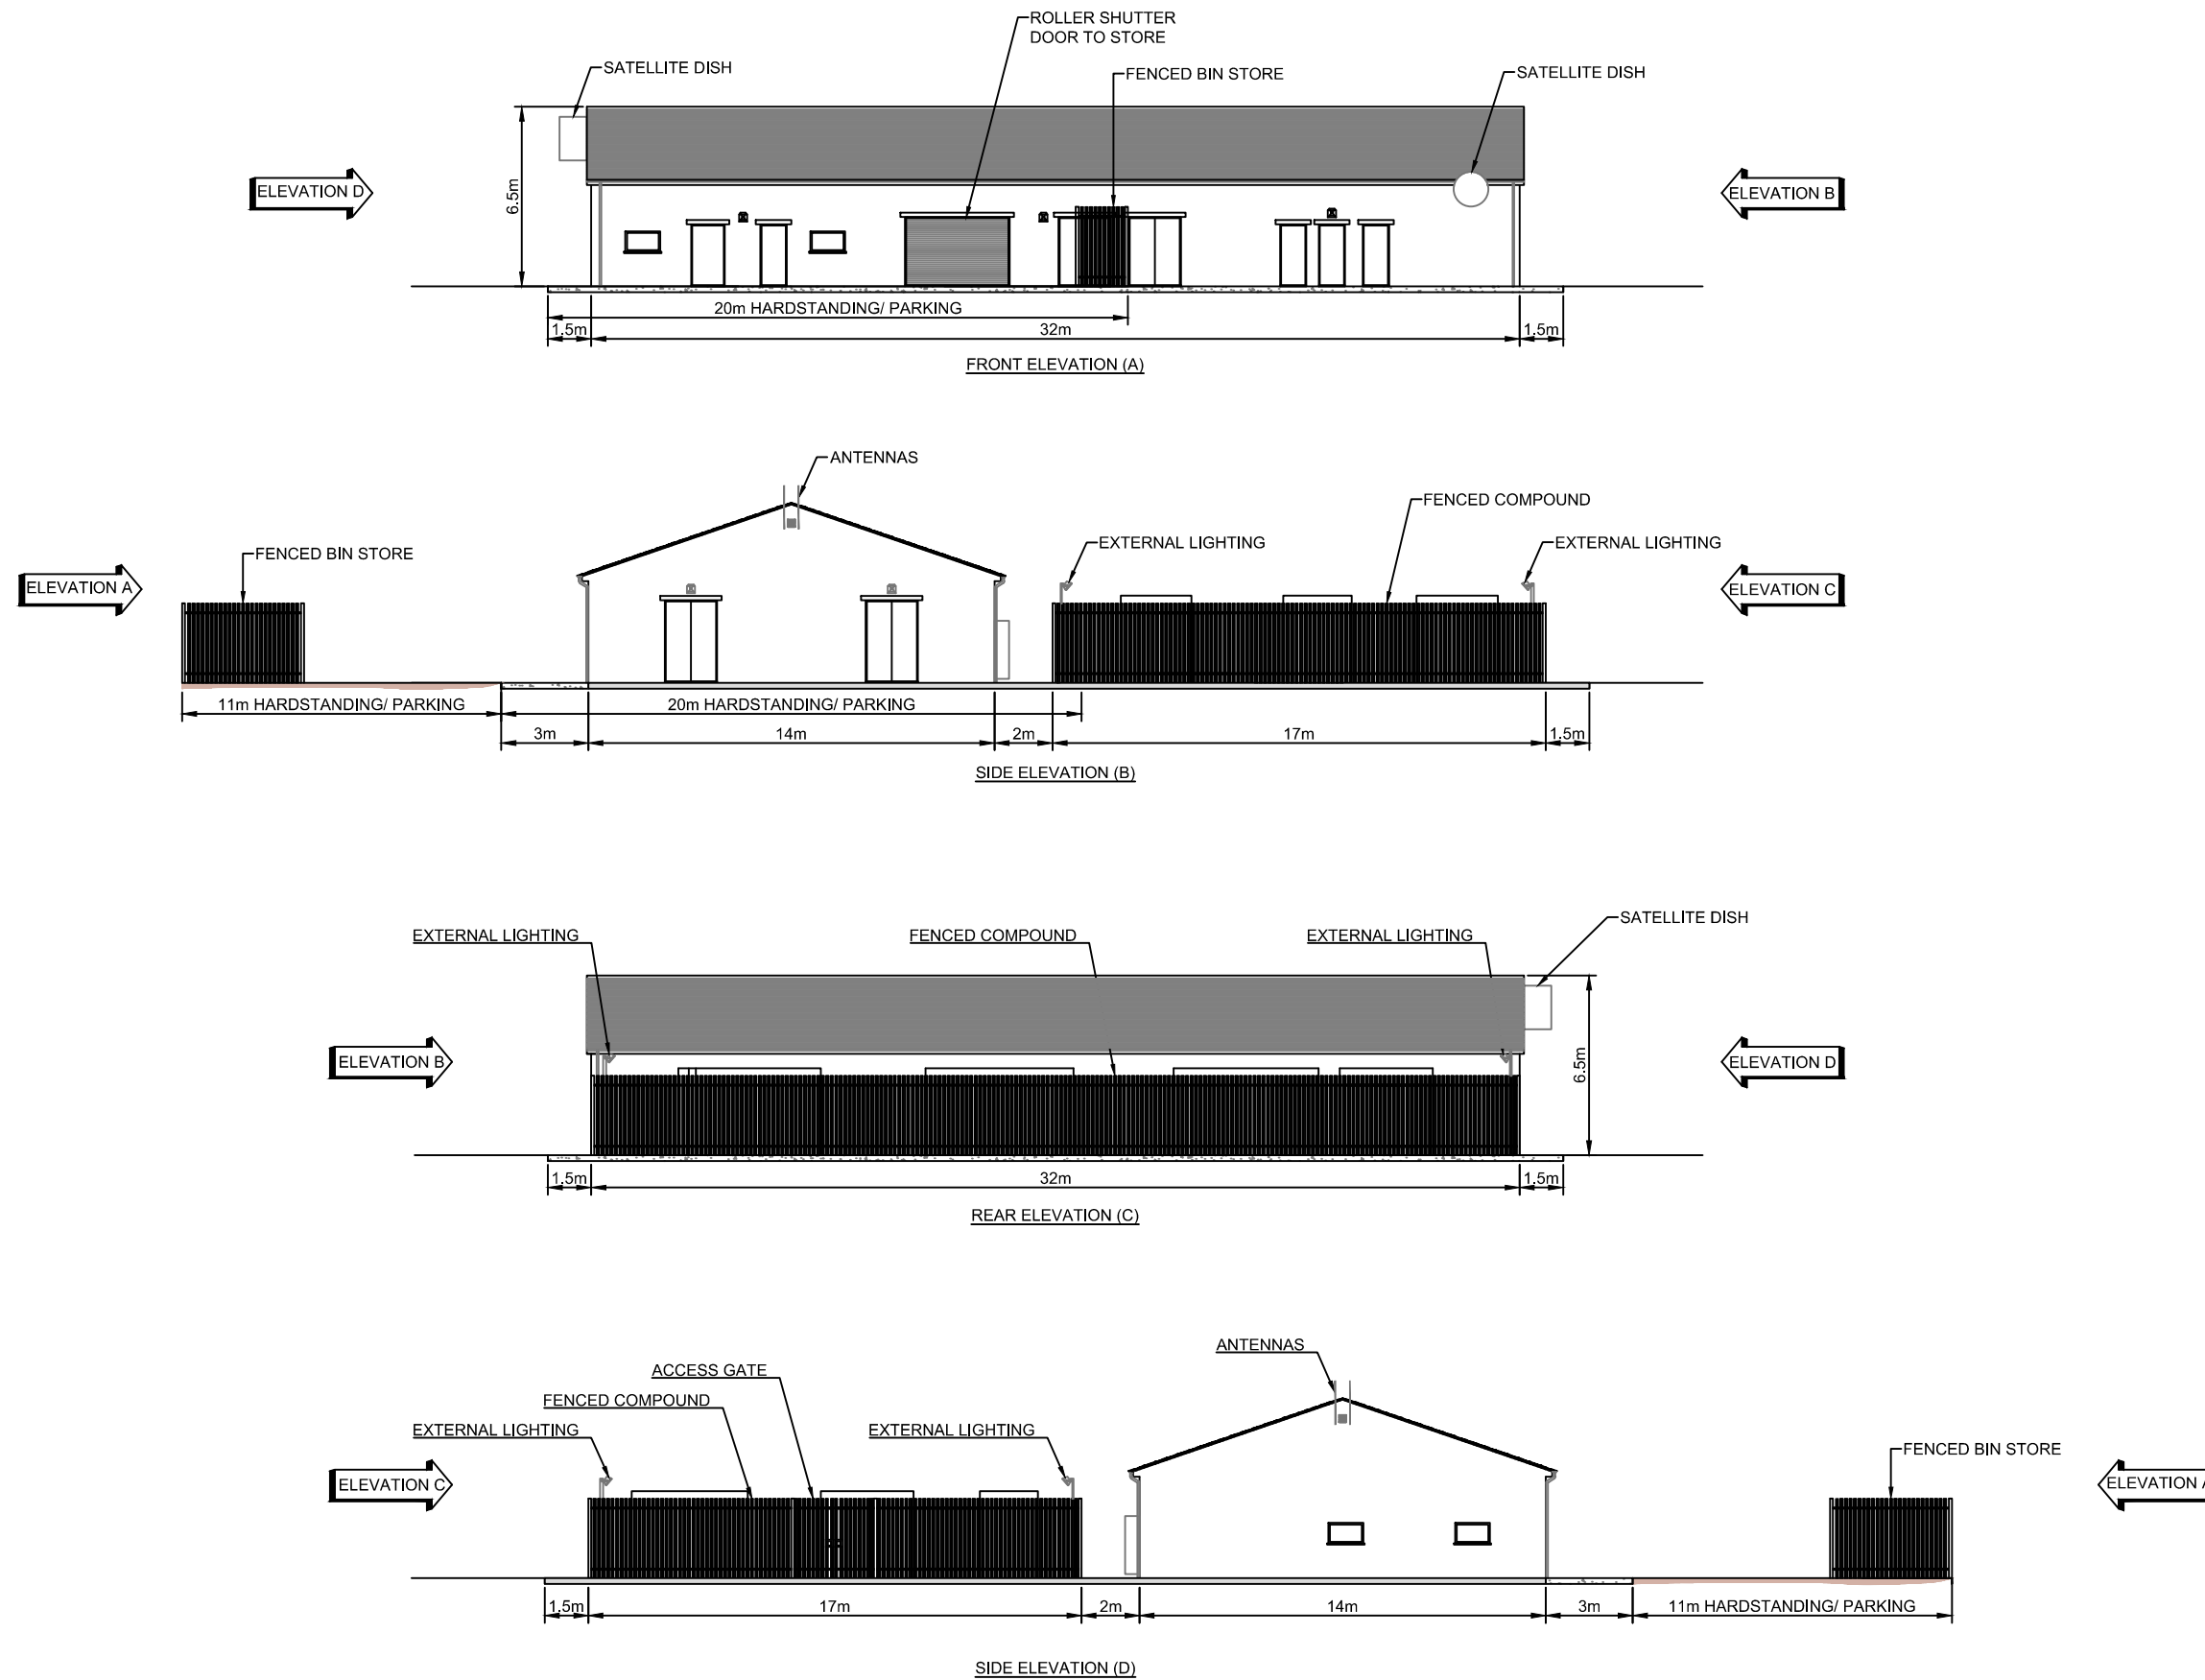 ROLLER SHUTTER
DOOR TO STORE
SATELLITE DISH
FENCED BIN STORE
SATELLITE DISH
ELEVATION D
6.5m
ELEVATION B
20m HARDSTANDING/ PARKING
1.5m
32m
1.5m
FRONT ELEVATION (A)
ANTENNAS
FENCED COMPOUND
FENCED BIN STORE
EXTERNAL LIGHTING
EXTERNAL LIGHTING
ELEVATION A
ELEVATION C
11m HARDSTANDING/ PARKING
20m HARDSTANDING/ PARKING
3m
14m
2m
17m
1.5m
SIDE ELEVATION (B)
SATELLITE DISH
EXTERNAL LIGHTING
FENCED COMPOUND
EXTERNAL LIGHTING
ELEVATION B
6.5m
ELEVATION D
1.5m
32m
1.5m
REAR ELEVATION (C)
ANTENNAS
ACCESS GATE
FENCED COMPOUND
EXTERNAL LIGHTING
EXTERNAL LIGHTING
FENCED BIN STORE
ELEVATION C
ELEVATION A
1.5m
17m
2m
14m
3m
11m HARDSTANDING/ PARKING
SIDE ELEVATION (D)